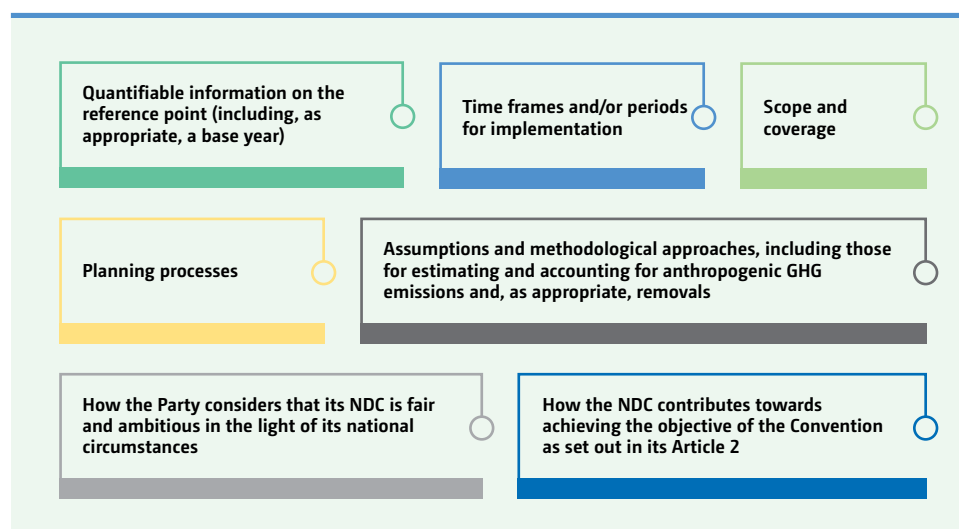 Quantifiable information on the
reference point (including, as
appropriate, a base year)
Time frames and/or periods
for implementation
Scope and
coverage
Planning processes
Assumptions and methodological approaches, including those
for estimating and accounting for anthropogenic GHG
emissions and, as appropriate, removals
How the Party considers that its NDC is fair
and ambitious in the light of its national
circumstances
How the NDC contributes towards
achieving the objective of the Convention
as set out in its Article 2